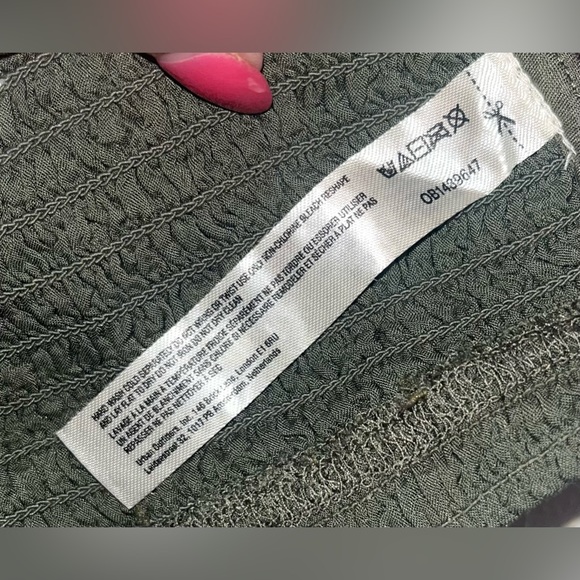 OB1439647
HAND WASH COLD SEPARATELY DO NOT WRING OR TWIST USE ONLY NON-CHLORINE BLEACH RESHAPE
AND LAY FLAT TO DRY DO NOT IRON DO NOT DRY CLEAN
LAVAGE A LA MAIN A TEMPERATURE FROIDE SÉPARÉMENT NE PAS TORDRE OU ESSORER UTILISER
UN AGENT DE BLANCHIMENT SANS CHLORE SI NÉCESSAIRE REMODELER ET SÉCHER À PLAT NE PAS
REPASSER NE PAS NETTOYER À SEC
Urban Outfitters, Inc. 146 Brick Lane, London E1 6RU
Leidsestraat 52, 1017 PS Amsterdam, Netherlands